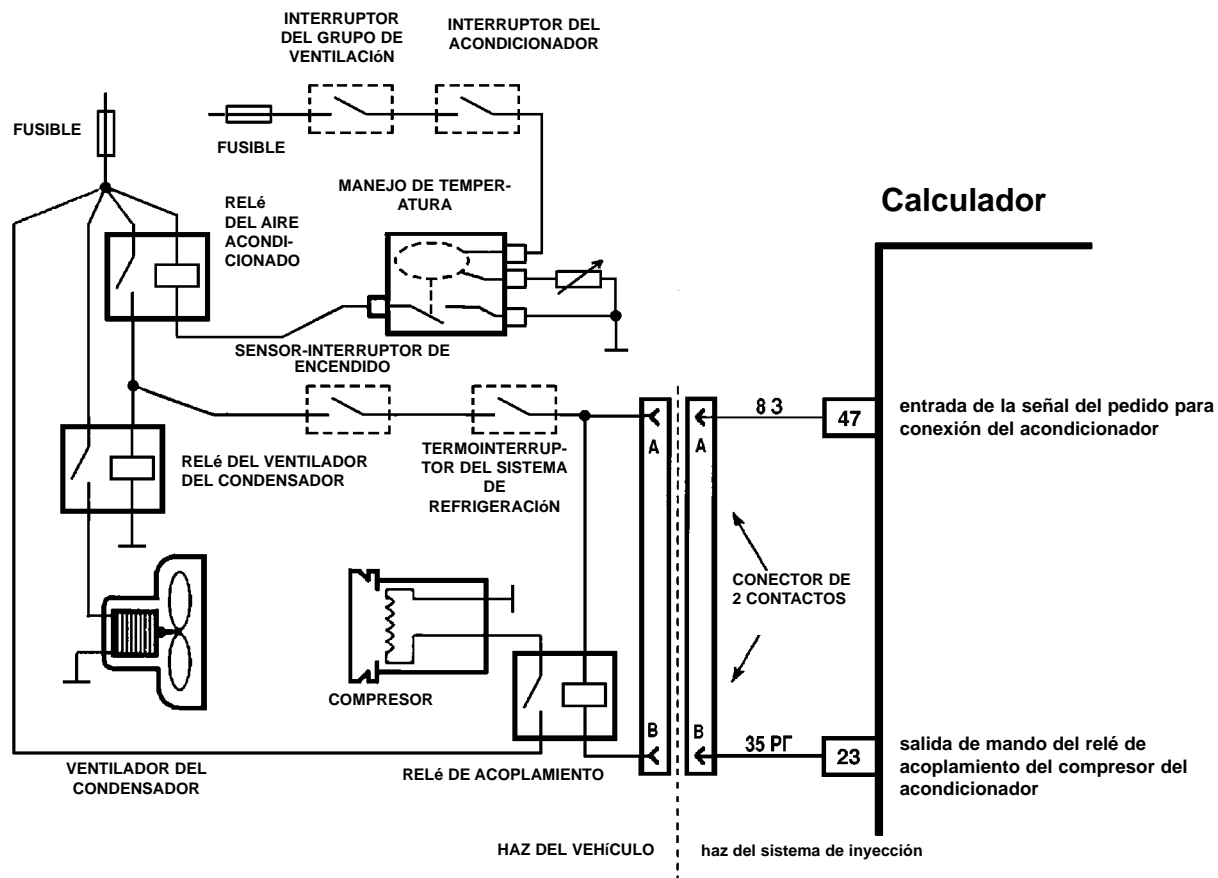 INTERRUPTOR
DEL GRUPO DE
VENTILACIóN
INTERRUPTOR DEL
ACONDICIONADOR
FUSIBLE
FUSIBLE
MANEJO DE TEMPER-
ATURA
RELé
DEL AIRE
ACONDI-
CIONADO
Calculador
SENSOR-INTERRUPTOR DE
ENCENDIDO
8 З
47
entrada de la señal del pedido para
conexión del acondicionador
A
A
RELé DEL VENTILADOR
DEL CONDENSADOR
TERMOINTERRUP-
TOR DEL SISTEMA
DE
REFRIGERACIóN
CONECTOR DE
2 CONTACTOS
COMPRESOR
B
B
35 РГ
23
salida de mando del relé de
acoplamiento del compresor del
acondicionador
VENTILADOR DEL
CONDENSADOR
RELé DE ACOPLAMIENTO
HAZ DEL VEHíCULO
haz del sistema de inyección